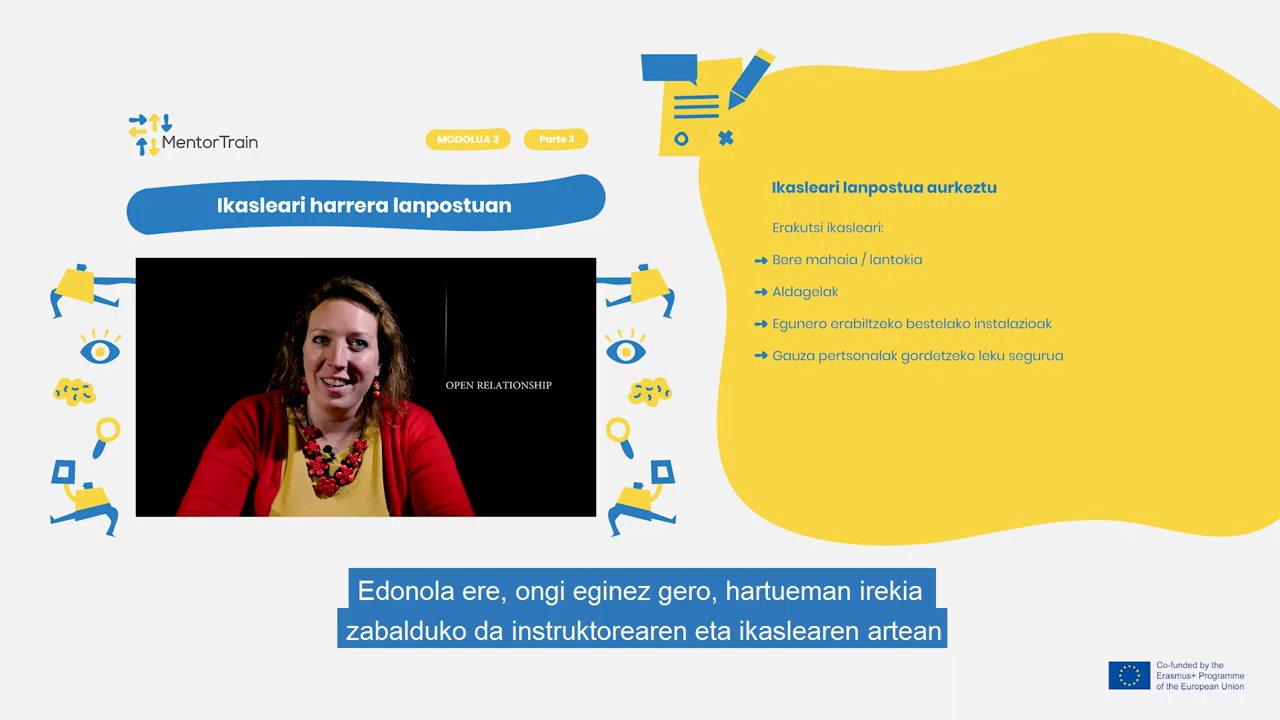 MentorTrain
MODOLUA 3
Parte 3
Ikasleari harrera lanpostuan
OPEN RELATIONSHIP
Ikasleari lanpostua aurkeztu
Erakutsi ikasleari:
Bere mahaia / lantokia
Aldagelak
Egunero erabiltzeko bestelako instalazioak
Gauza pertsonalak gordetzeko leku segurua
Edonola ere, ongi eginez gero, hartueman irekia
zabalduko da instruktorearen eta ikaslearen artean
Co-funded by the
Erasmus+ Programme
of the European Union